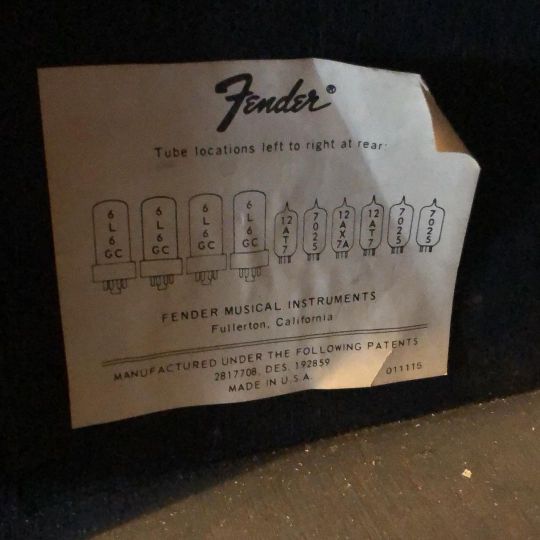 Fender®
Tube locations left to right at rear:
6L6GC 6L6GC 6L6GC 6L6GC 12AT7 7025 12AX7A 12AT7 7025 7025
FENDER MUSICAL INSTRUMENTS
Fullerton, California
MANUFACTURED UNDER THE FOLLOWING PATENTS
2817708, DES. 192859
MADE IN U.S.A. 011115